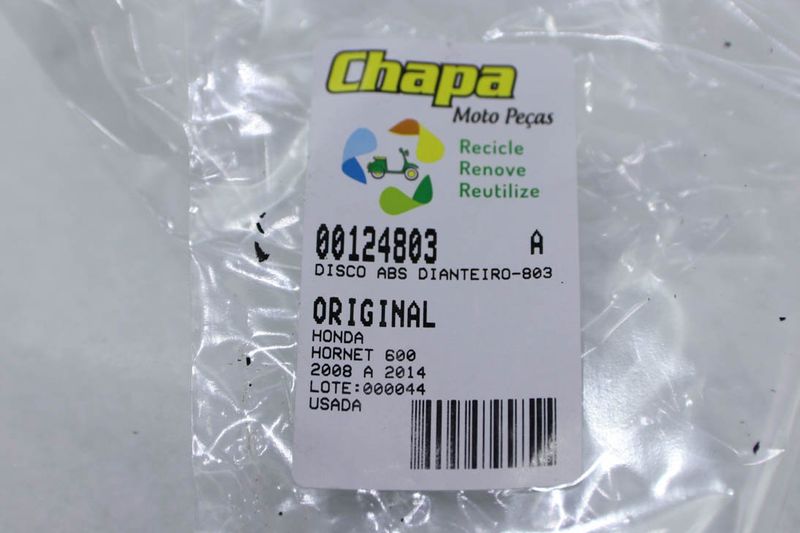 Chapa
Moto Peças
Recicle
Renove
Reutilize
00124803 A
DISCO ABS DIANTEIRO-803
ORIGINAL
HONDA
HORNET 600
2008 A 2014
LOTE:000044
USADA